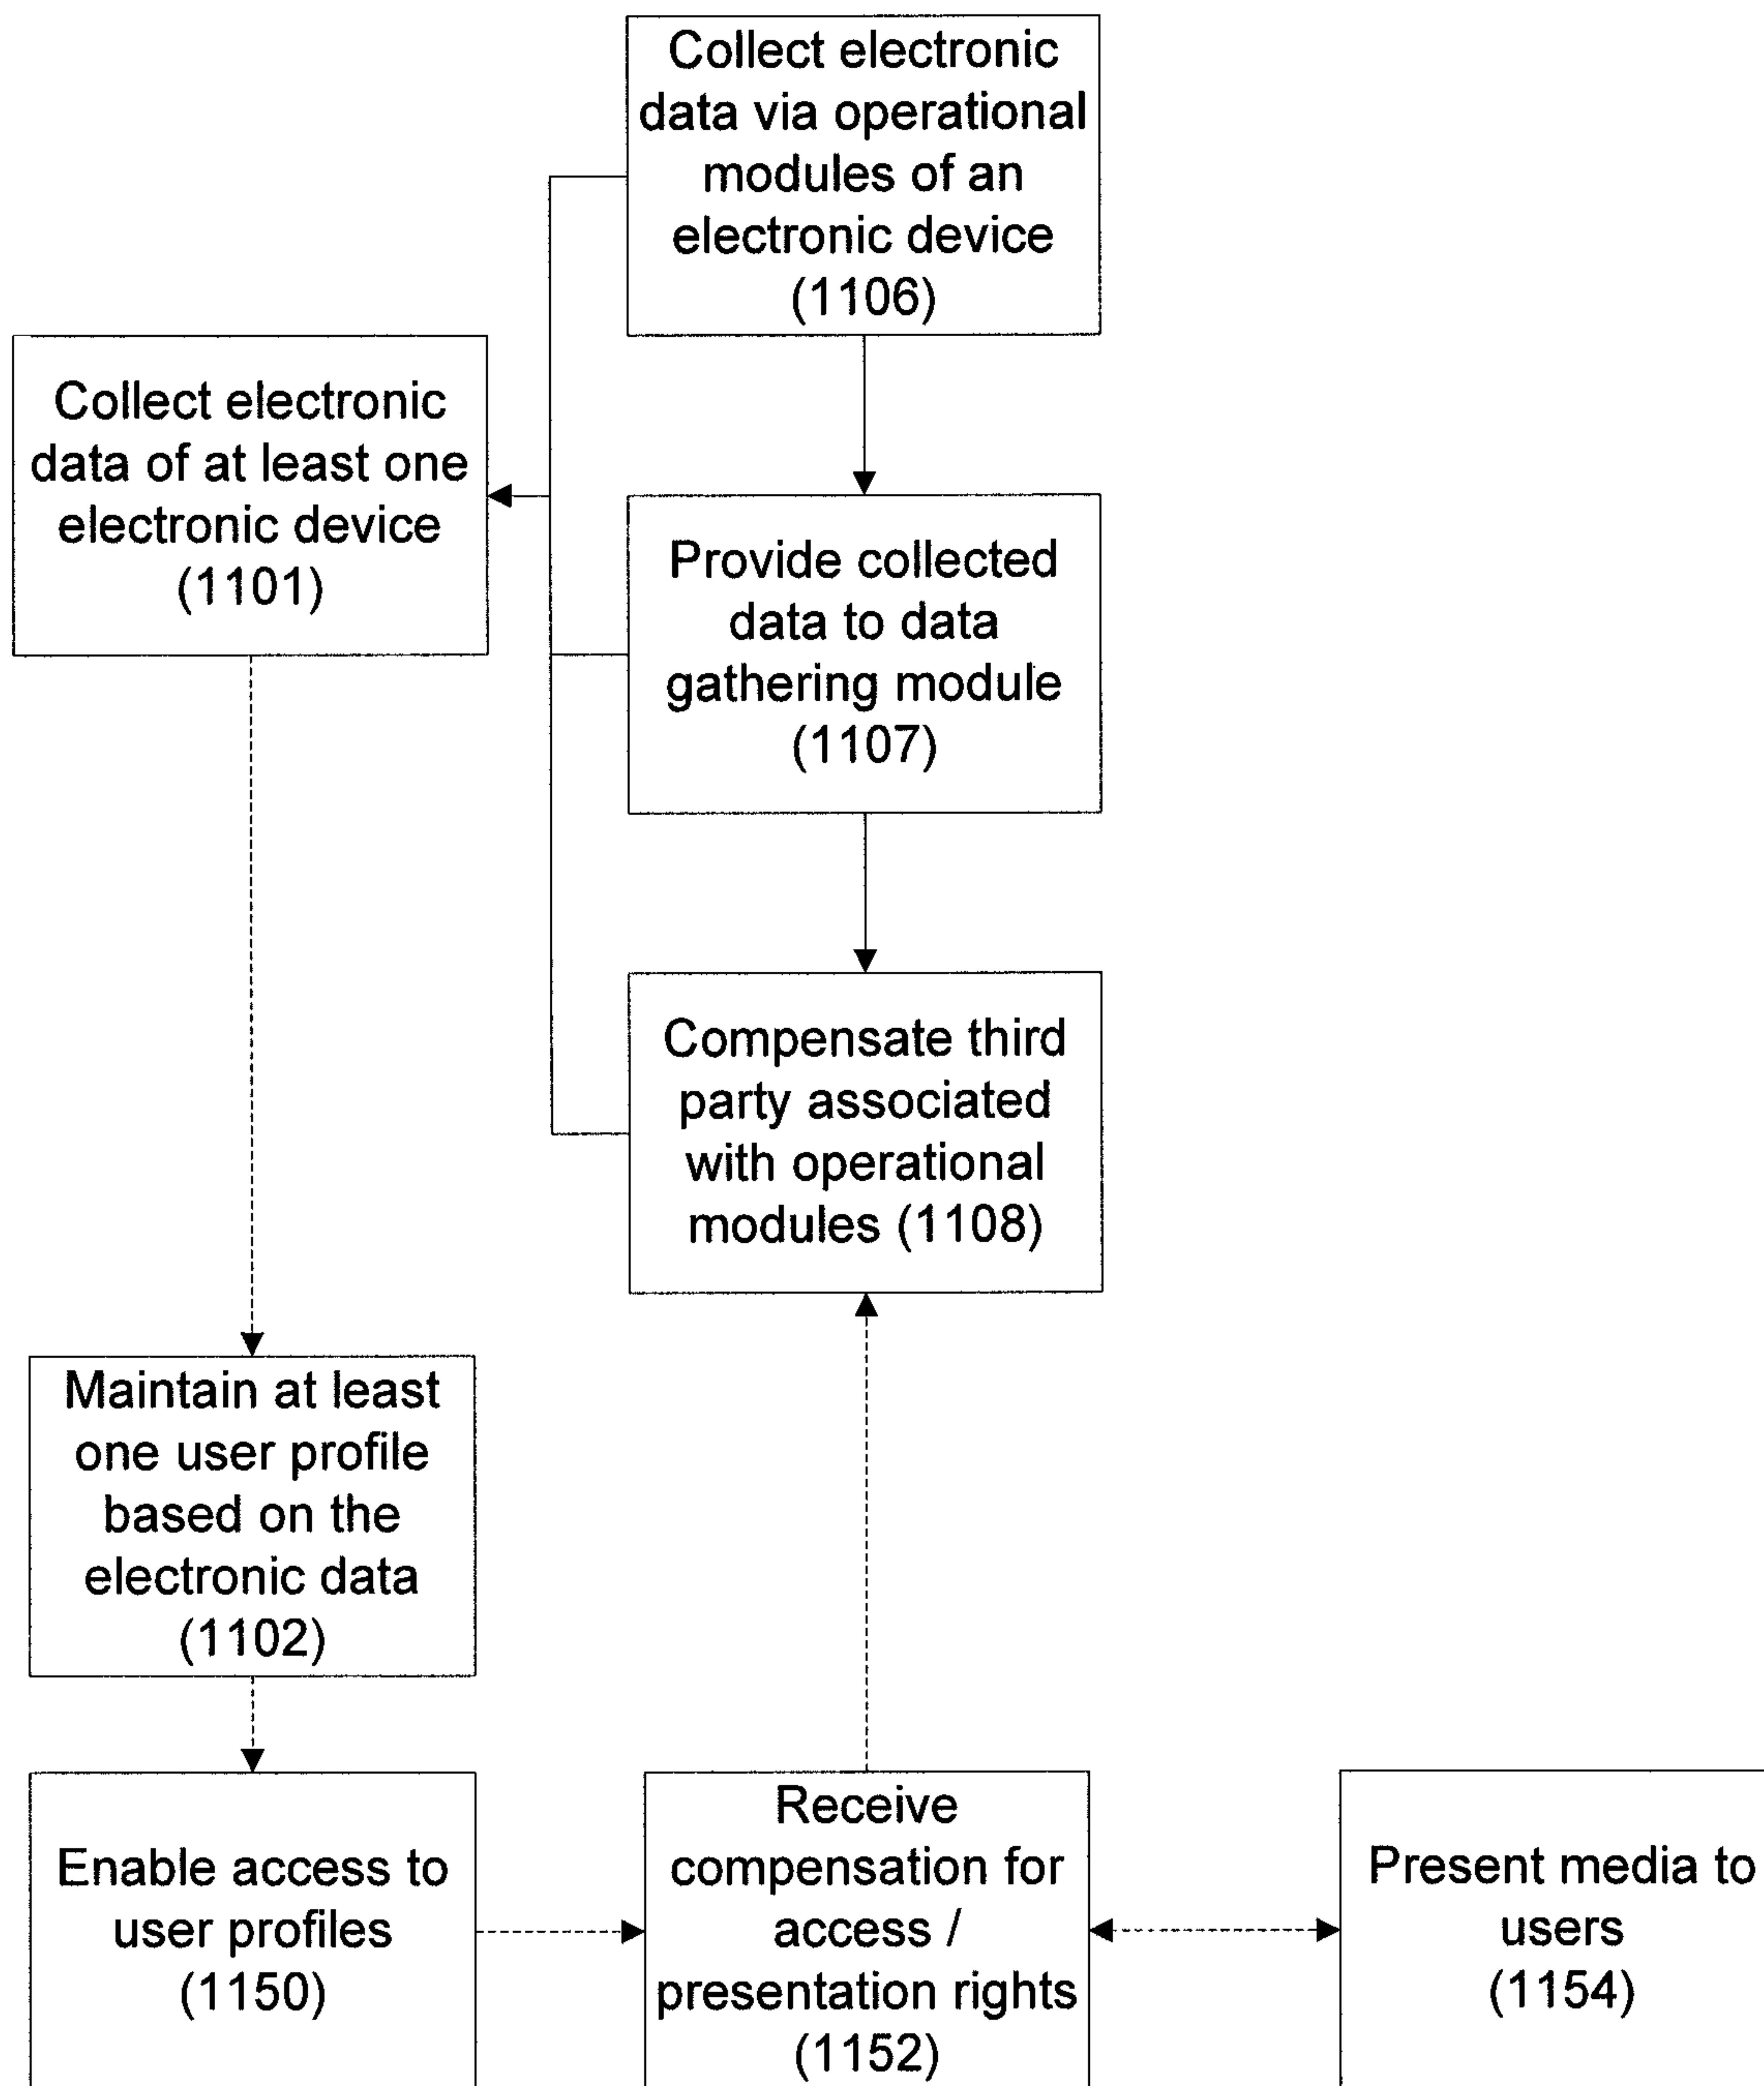 Collect electronic
data via operational
modules of an
electronic device
(1106)
Collect electronic
data of at least one
electronic device
(1101)
Provide collected
data to data
gathering module
(1107)
Compensate third
party associated
with operational
modules (1108)
Maintain at least
one user profile
based on the
electronic data
(1102)
Enable access to
user profiles
(1150)
Receive
compensation for
access /
presentation rights
(1152)
Present media to
users
(1154)